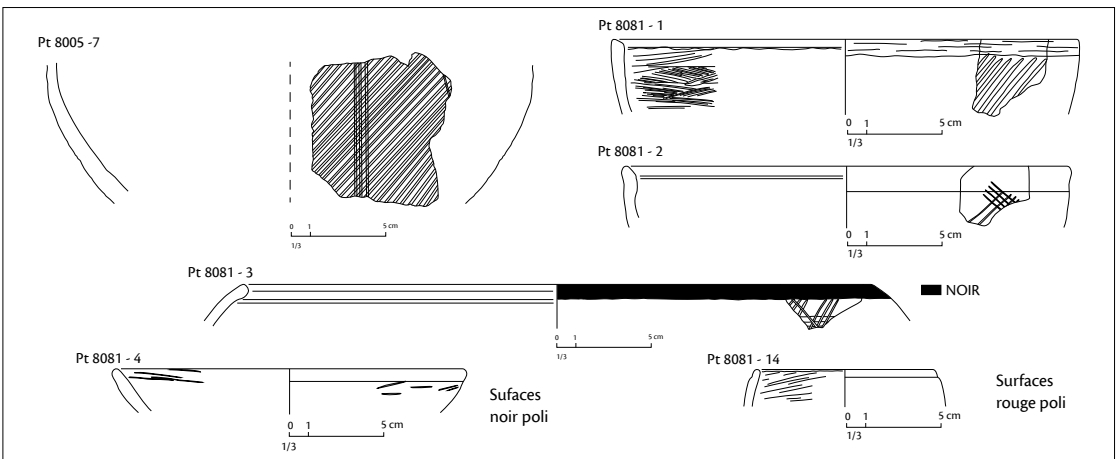 Pt 8005 -7
0 1 5 cm
1/3
Pt 8081 - 1
0 1 5 cm
1/3
Pt 8081 - 2
0 1 5 cm
1/3
Pt 8081 - 3
NOIR
0 1 5 cm
1/3
Pt 8081 - 4
0 1 5 cm
1/3
Sufaces
noir poli
Pt 8081 - 14
0 1 5 cm
1/3
Surfaces
rouge poli